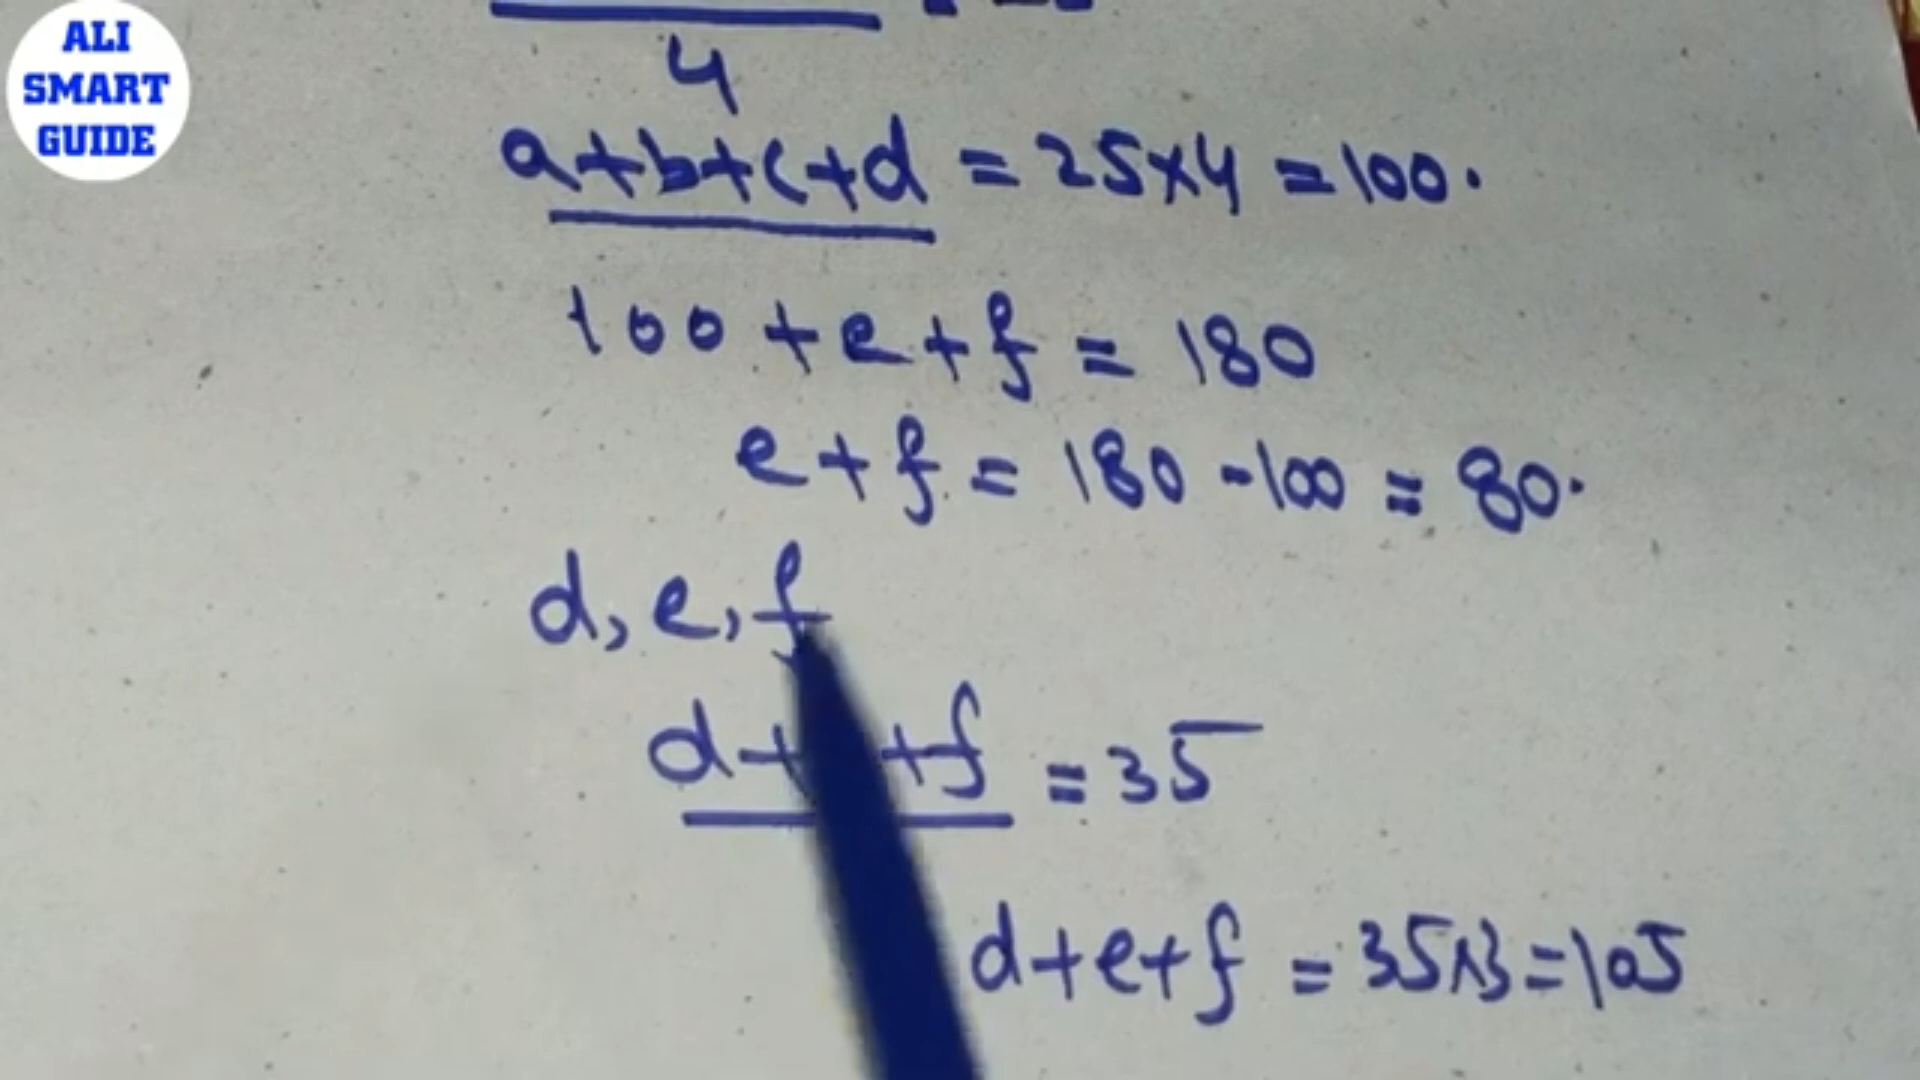 ALI
SMART
GUIDE
4
a+b+c+d = 25×4 = 100.
100 + e + f = 180
e + f = 180 - 100 = 80.
d, e, f
d+ +f = 35
d+e+f = 35×3 = 105